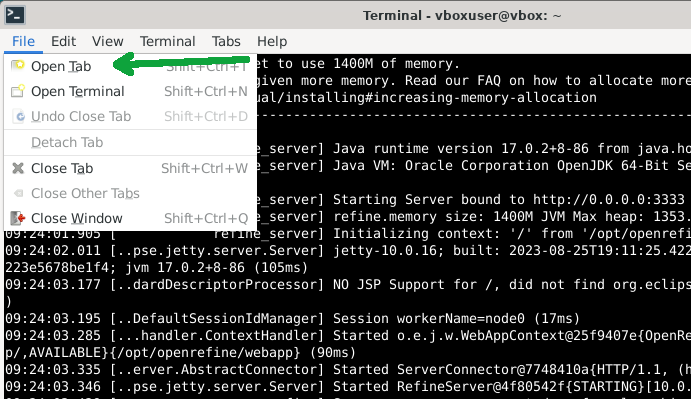 Terminal - vboxuser@vbox: ~
File Edit View Terminal Tabs Help
Open Tab Shift+Ctrl+T
Open Terminal Shift+Ctrl+N
Undo Close Tab Shift+Ctrl+D
Detach Tab
Close Tab Shift+Ctrl+W
Close Other Tabs
Close Window Shift+Ctrl+Q
et to use 1400M of memory.
given more memory. Read our FAQ on how to allocate more
ual/installing#increasing-memory-allocation
-------------------------------------------------------
e_server] Java runtime version 17.0.2+8-86 from java.ho
e_server] Java VM: Oracle Corporation OpenJDK 64-Bit Se
e_server] Starting Server bound to http://0.0.0.0:3333
e_server] refine.memory size: 1400M JVM Max heap: 1353.
09:24:01.905 [ refine_server] Initializing context: '/' from '/opt/openrefi
09:24:02.011 [..pse.jetty.server.Server] jetty-10.0.16; built: 2023-08-25T19:11:25.422
223e5678be1f4; jvm 17.0.2+8-86 (105ms)
09:24:03.177 [..dardDescriptorProcessor] NO JSP Support for /, did not find org.eclips
)
09:24:03.195 [..DefaultSessionIdManager] Session workerName=node0 (17ms)
09:24:03.285 [...handler.ContextHandler] Started o.e.j.w.WebAppContext@25f9407e{OpenRe
p/,AVAILABLE}{/opt/openrefine/webapp} (90ms)
09:24:03.335 [..erver.AbstractConnector] Started ServerConnector@7748410a{HTTP/1.1, (h
09:24:03.346 [..pse.jetty.server.Server] Started RefineServer@4f80542f{STARTING}[10.0.